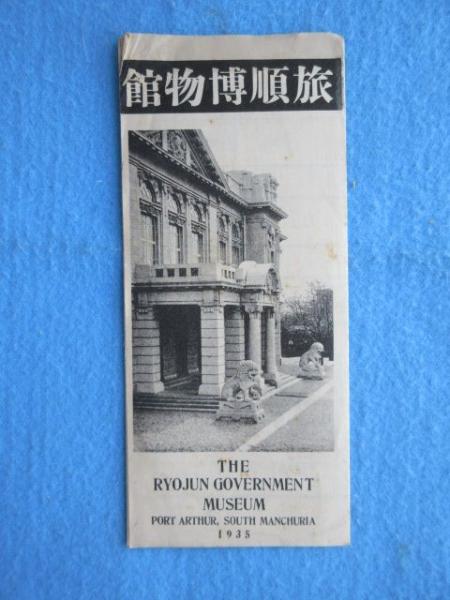 旅順博物館
THE
RYOJUN GOVERNMENT
MUSEUM
PORT ARTHUR, SOUTH MANCHURIA
1935